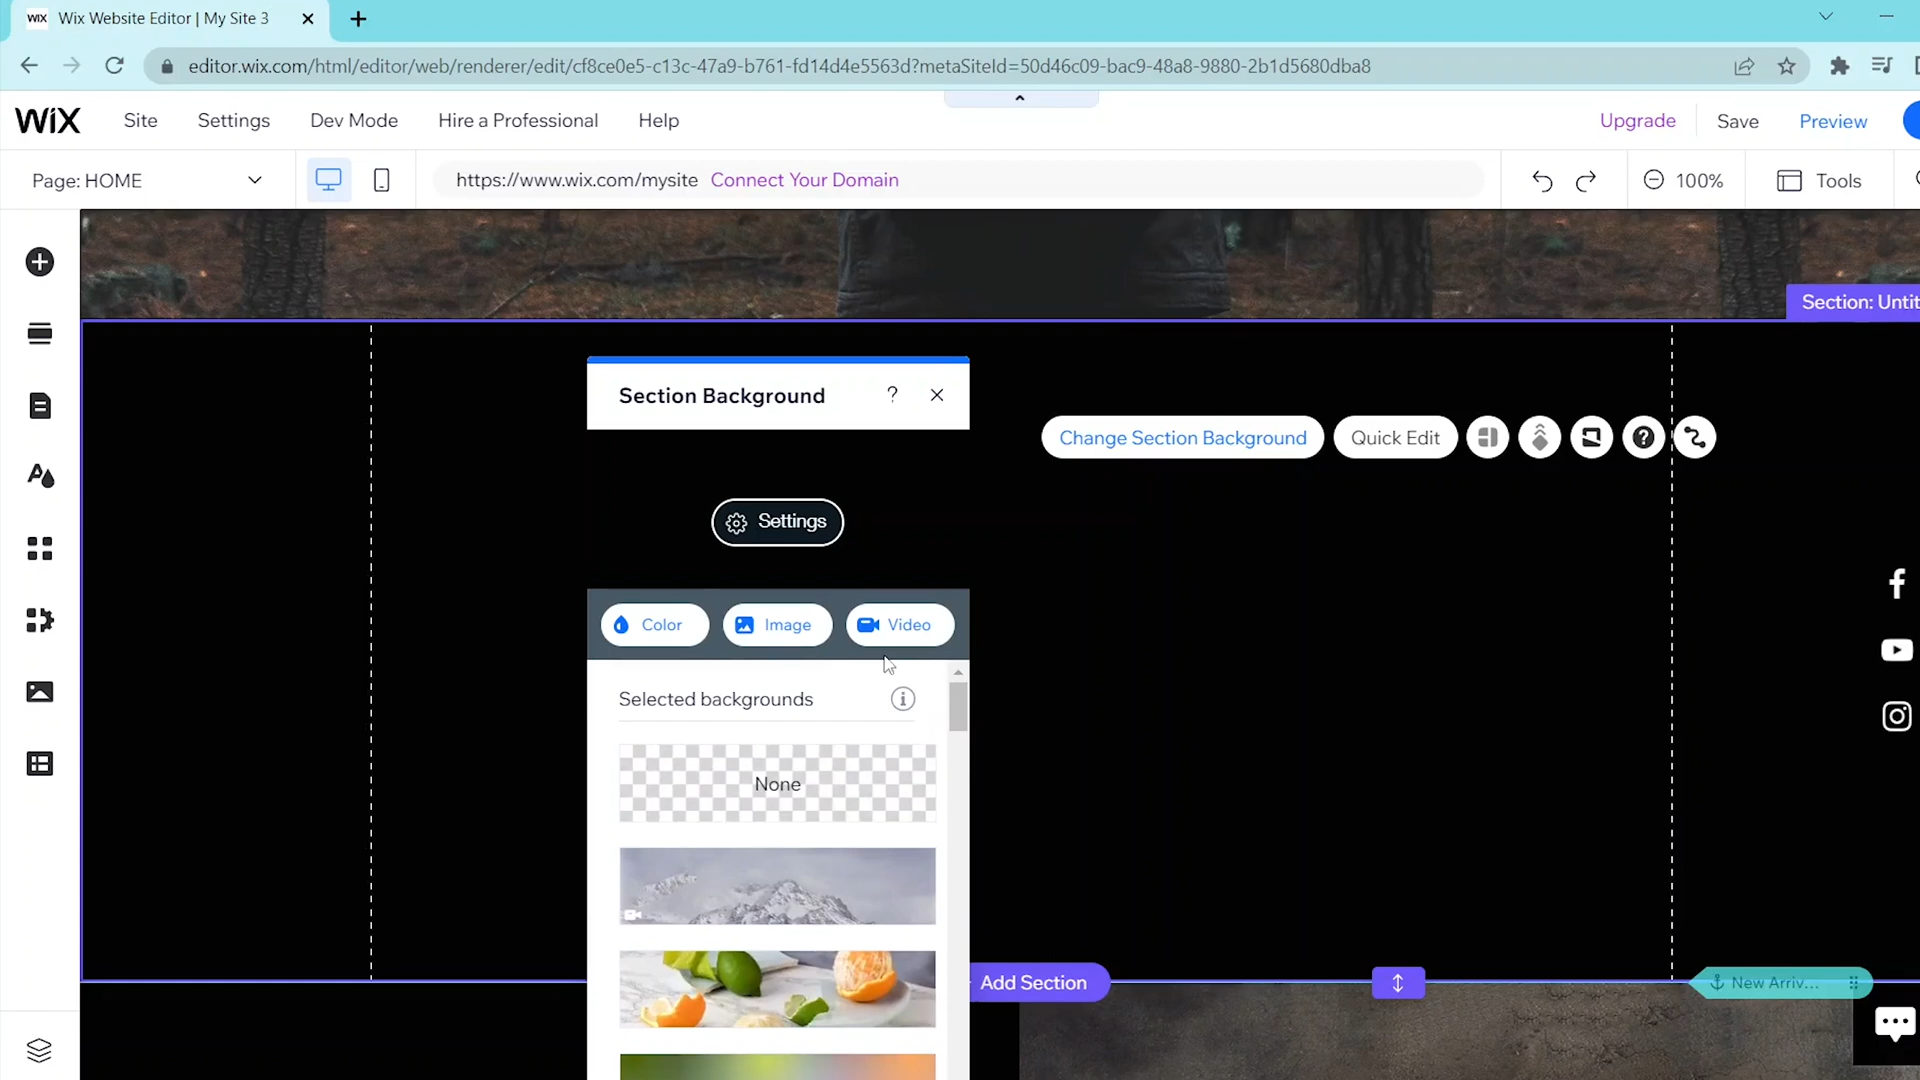 WiX Wix Website Editor | My Site 3
editor.wix.com/html/editor/web/renderer/edit/cf8ce0e5-c13c-47a9-b761-fd14d4e5563d?metaSiteId=50d46c09-bac9-48a8-9880-2b1d5680dba8
WiX Site Settings Dev Mode Hire a Professional Help Upgrade Save Preview
Page: HOME https://www.wix.com/mysite Connect Your Domain 100% Tools
Section: Untit
Section Background ?
Change Section Background Quick Edit ?
Settings
Color Image Video
Selected backgrounds
None
Add Section New Arriv...